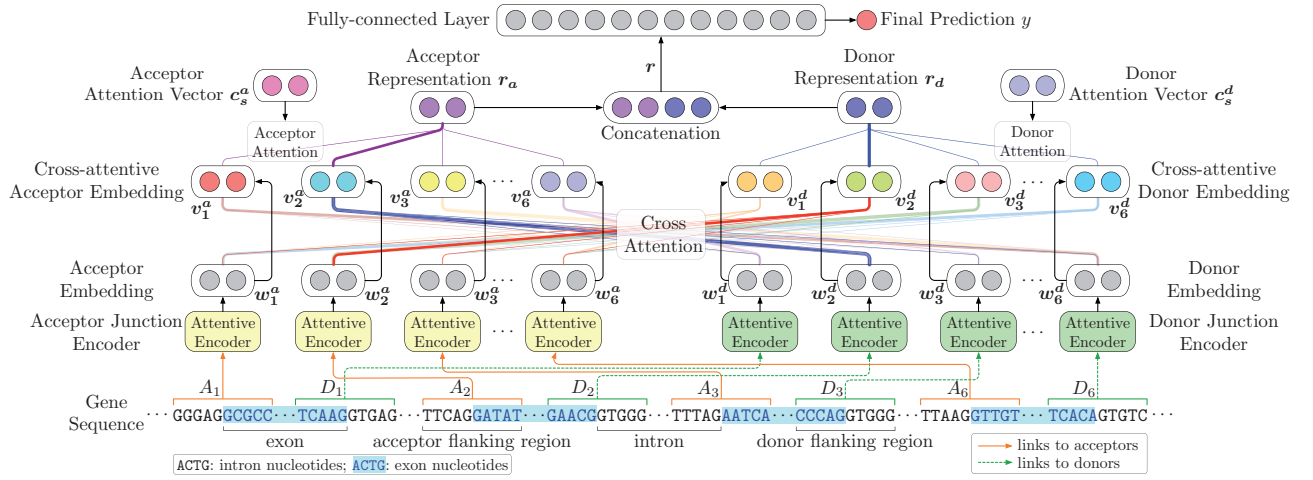 Fully-connected Layer
Final Prediction y
Acceptor
Attention Vector c_s^a
Acceptor
Representation r_a
r
Donor
Representation r_d
Donor
Attention Vector c_s^d
Concatenation
Acceptor
Attention
Donor
Attention
Cross-attentive
Acceptor Embedding
v_1^a v_2^a v_3^a ··· v_6^a
v_1^d v_2^d v_3^d ··· v_6^d
Cross-attentive
Donor Embedding
Cross
Attention
Acceptor
Embedding
w_1^a w_2^a w_3^a ··· w_6^a
w_1^d w_2^d w_3^d ··· w_6^d
Donor
Embedding
Acceptor Junction
Encoder
Attentive
Encoder
Attentive
Encoder
Attentive
Encoder
···
Attentive
Encoder
Attentive
Encoder
Attentive
Encoder
Attentive
Encoder
···
Attentive
Encoder
Donor Junction
Encoder
A_1 D_1 A_2 D_2 A_3 D_3 A_6 D_6
Gene
Sequence
···GGGAGGCGCC···TCAAGGTGAG···TTCAGGATAT···GAACGGTGGG···TTTAGAATCA···CCCAGGTGGG···TTAAGGTTGT···TCACAGTGTC···
exon
acceptor flanking region
intron
donor flanking region
ACTG: intron nucleotides; ACTG: exon nucleotides
links to acceptors
links to donors